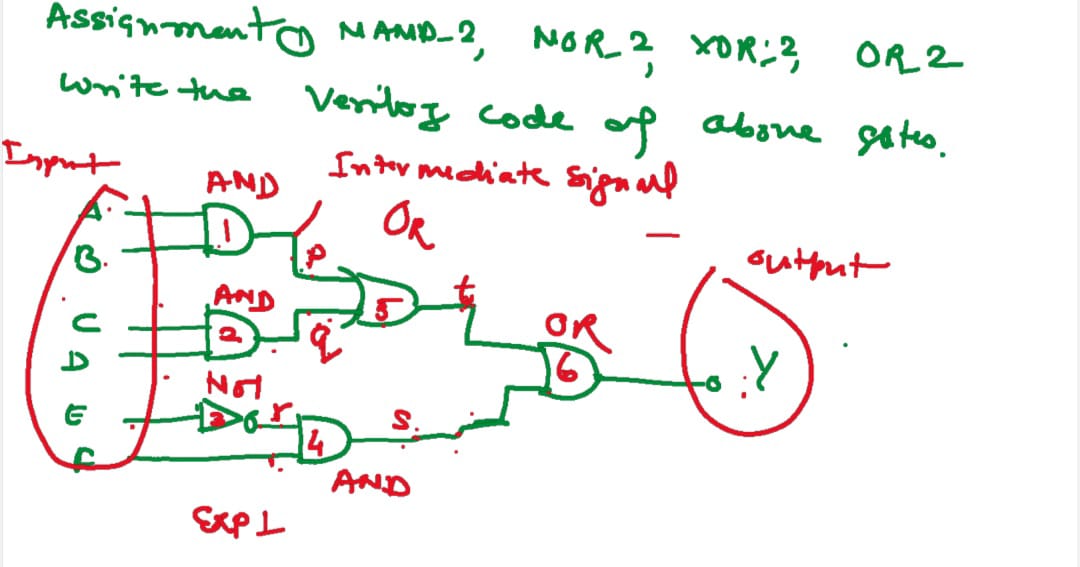 Assignment ① NAND_2, NOR_2, XOR_2, OR_2
Write the Verilog code of above gates.
Input
Intermediate signal
AND
OR
A
1
B
p
output
AND
t
C
5
OR
2
q
D
6
Y
NOT
E
3
r
s
4
F
AND
EXP 1